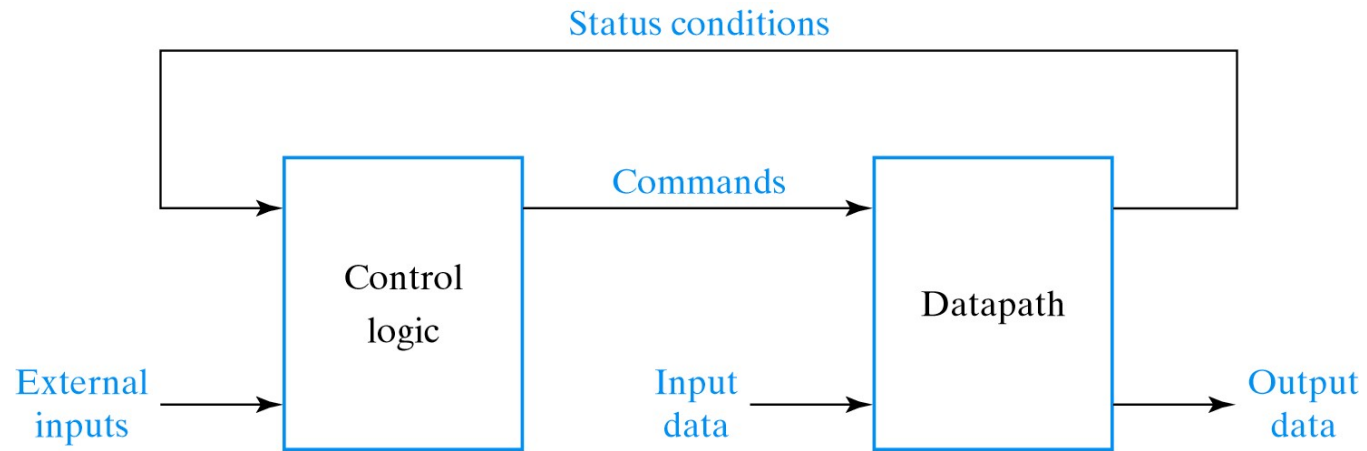 Status conditions
Commands
Control
logic
Datapath
External
inputs
Input
data
Output
data